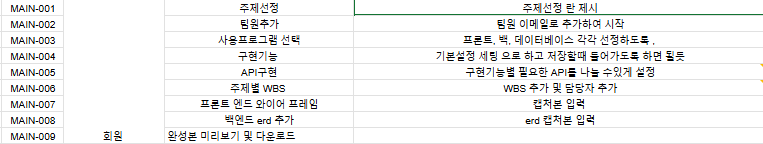 MAIN-001 주제선정 주제선정 란 제시
MAIN-002 팀원추가 팀원 이메일로 추가하여 시작
MAIN-003 사용프로그램 선택 프론트, 백, 데이터베이스 각각 선정하도록 ,
MAIN-004 구현기능 기본설정 세팅 으로 하고 저장할때 들어가도록 하면 될듯
MAIN-005 API구현 구현기능별 필요한 API를 나눌 수있게 설정
MAIN-006 주제별 WBS WBS 추가 및 담당자 추가
MAIN-007 프론트 엔드 와이어 프레임 캡처본 입력
MAIN-008 백엔드 erd 추가 erd 캡처본 입력
MAIN-009 회원 완성본 미리보기 및 다운로드